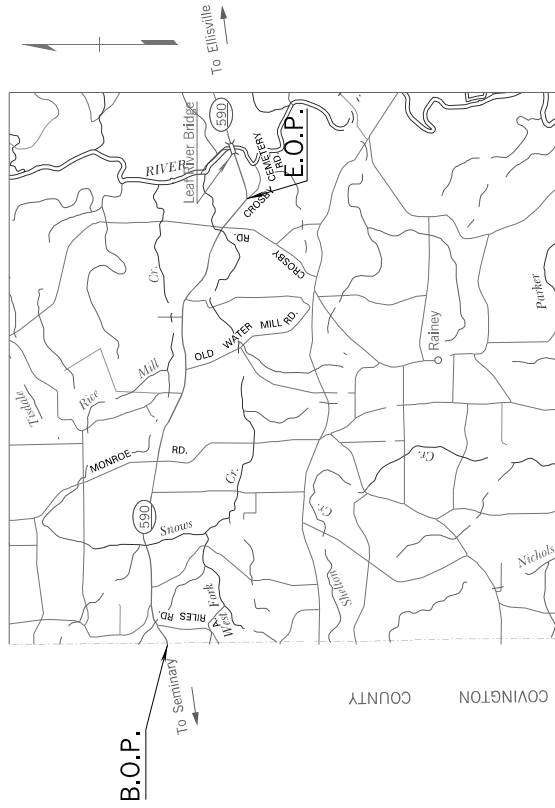 To Ellisville
590
Leaf River Bridge
RIVER
CROSBY CEMETERY
RD.
E.O.P.
CROSBY
RD.
Cr.
OLD WATER MILL RD.
Rainey
Parker
Tisdale
Rice
Mill
MONROE
RD.
Cr.
Cr.
590
Snows
Cr.
Shelton
Nichols
West Fork
A. RILES RD.
To Seminary
B.O.P.
COVINGTON
COUNTY